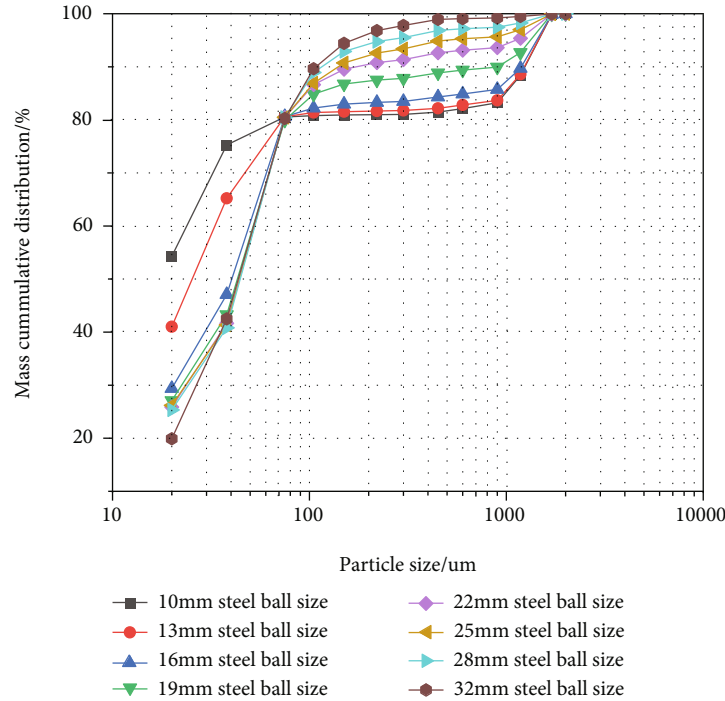 Mass cummulative distribution/%
100
80
60
40
20
10
100
1000
10000
Particle size/um
10mm steel ball size
13mm steel ball size
16mm steel ball size
19mm steel ball size
22mm steel ball size
25mm steel ball size
28mm steel ball size
32mm steel ball size